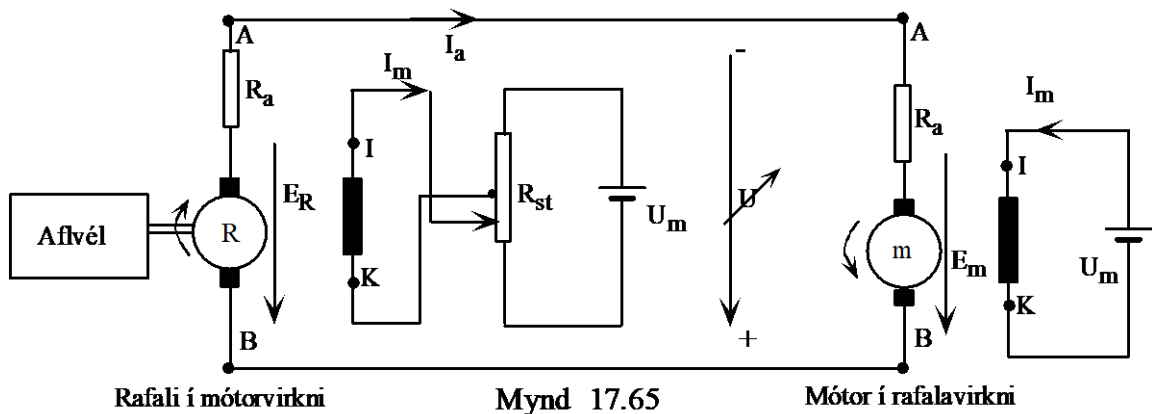 A
I_a
A
I_m
R_a
R_a
I_m
-
I
I
E_R
R_st
U
R
U_m
Aflvél
m
E_m
U_m
K
K
B
+
B
Rafali í mótorvirkni
Mynd 17.65
Mótor í rafalavirkni